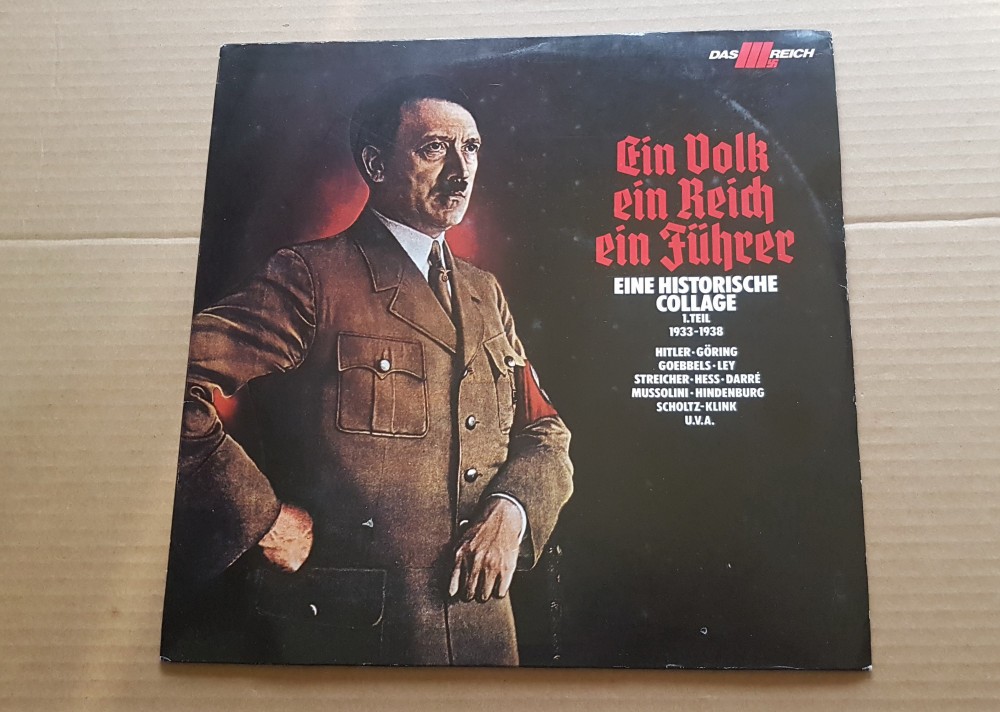 DAS III REICH
Ein Volk
ein Reich
ein Führer
EINE HISTORISCHE
COLLAGE
1. TEIL
1933-1938
HITLER • GÖRING
GOEBBELS • LEY
STREICHER • HESS • DARRÉ
MUSSOLINI • HINDENBURG
SCHOLTZ-KLINK
U.V.A.